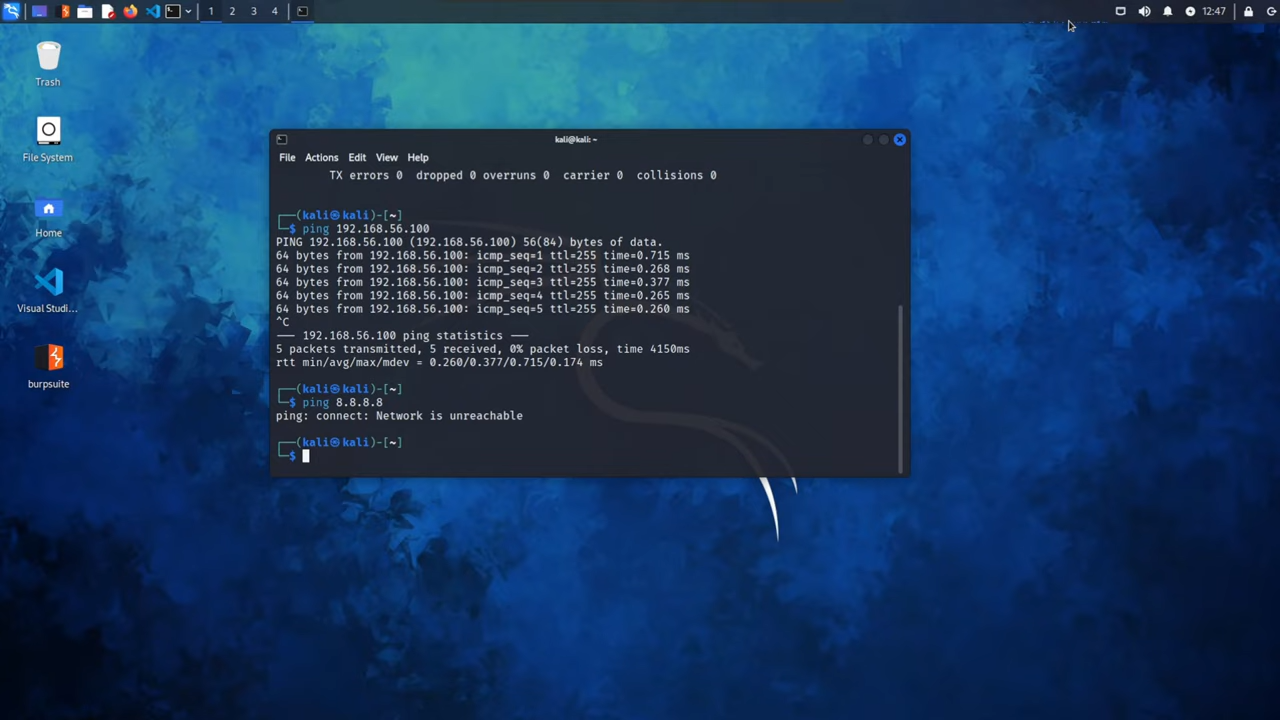 1 2 3 4 12:47
Trash
File System
Home
Visual Studi...
burpsuite
kali@kali: ~
File Actions Edit View Help
TX errors 0 dropped 0 overruns 0 carrier 0 collisions 0
┌──(kali㉿kali)-[~]
└─$ ping 192.168.56.100
PING 192.168.56.100 (192.168.56.100) 56(84) bytes of data.
64 bytes from 192.168.56.100: icmp_seq=1 ttl=255 time=0.715 ms
64 bytes from 192.168.56.100: icmp_seq=2 ttl=255 time=0.268 ms
64 bytes from 192.168.56.100: icmp_seq=3 ttl=255 time=0.377 ms
64 bytes from 192.168.56.100: icmp_seq=4 ttl=255 time=0.265 ms
64 bytes from 192.168.56.100: icmp_seq=5 ttl=255 time=0.260 ms
^C
--- 192.168.56.100 ping statistics ---
5 packets transmitted, 5 received, 0% packet loss, time 4150ms
rtt min/avg/max/mdev = 0.260/0.377/0.715/0.174 ms
┌──(kali㉿kali)-[~]
└─$ ping 8.8.8.8
ping: connect: Network is unreachable
┌──(kali㉿kali)-[~]
└─$